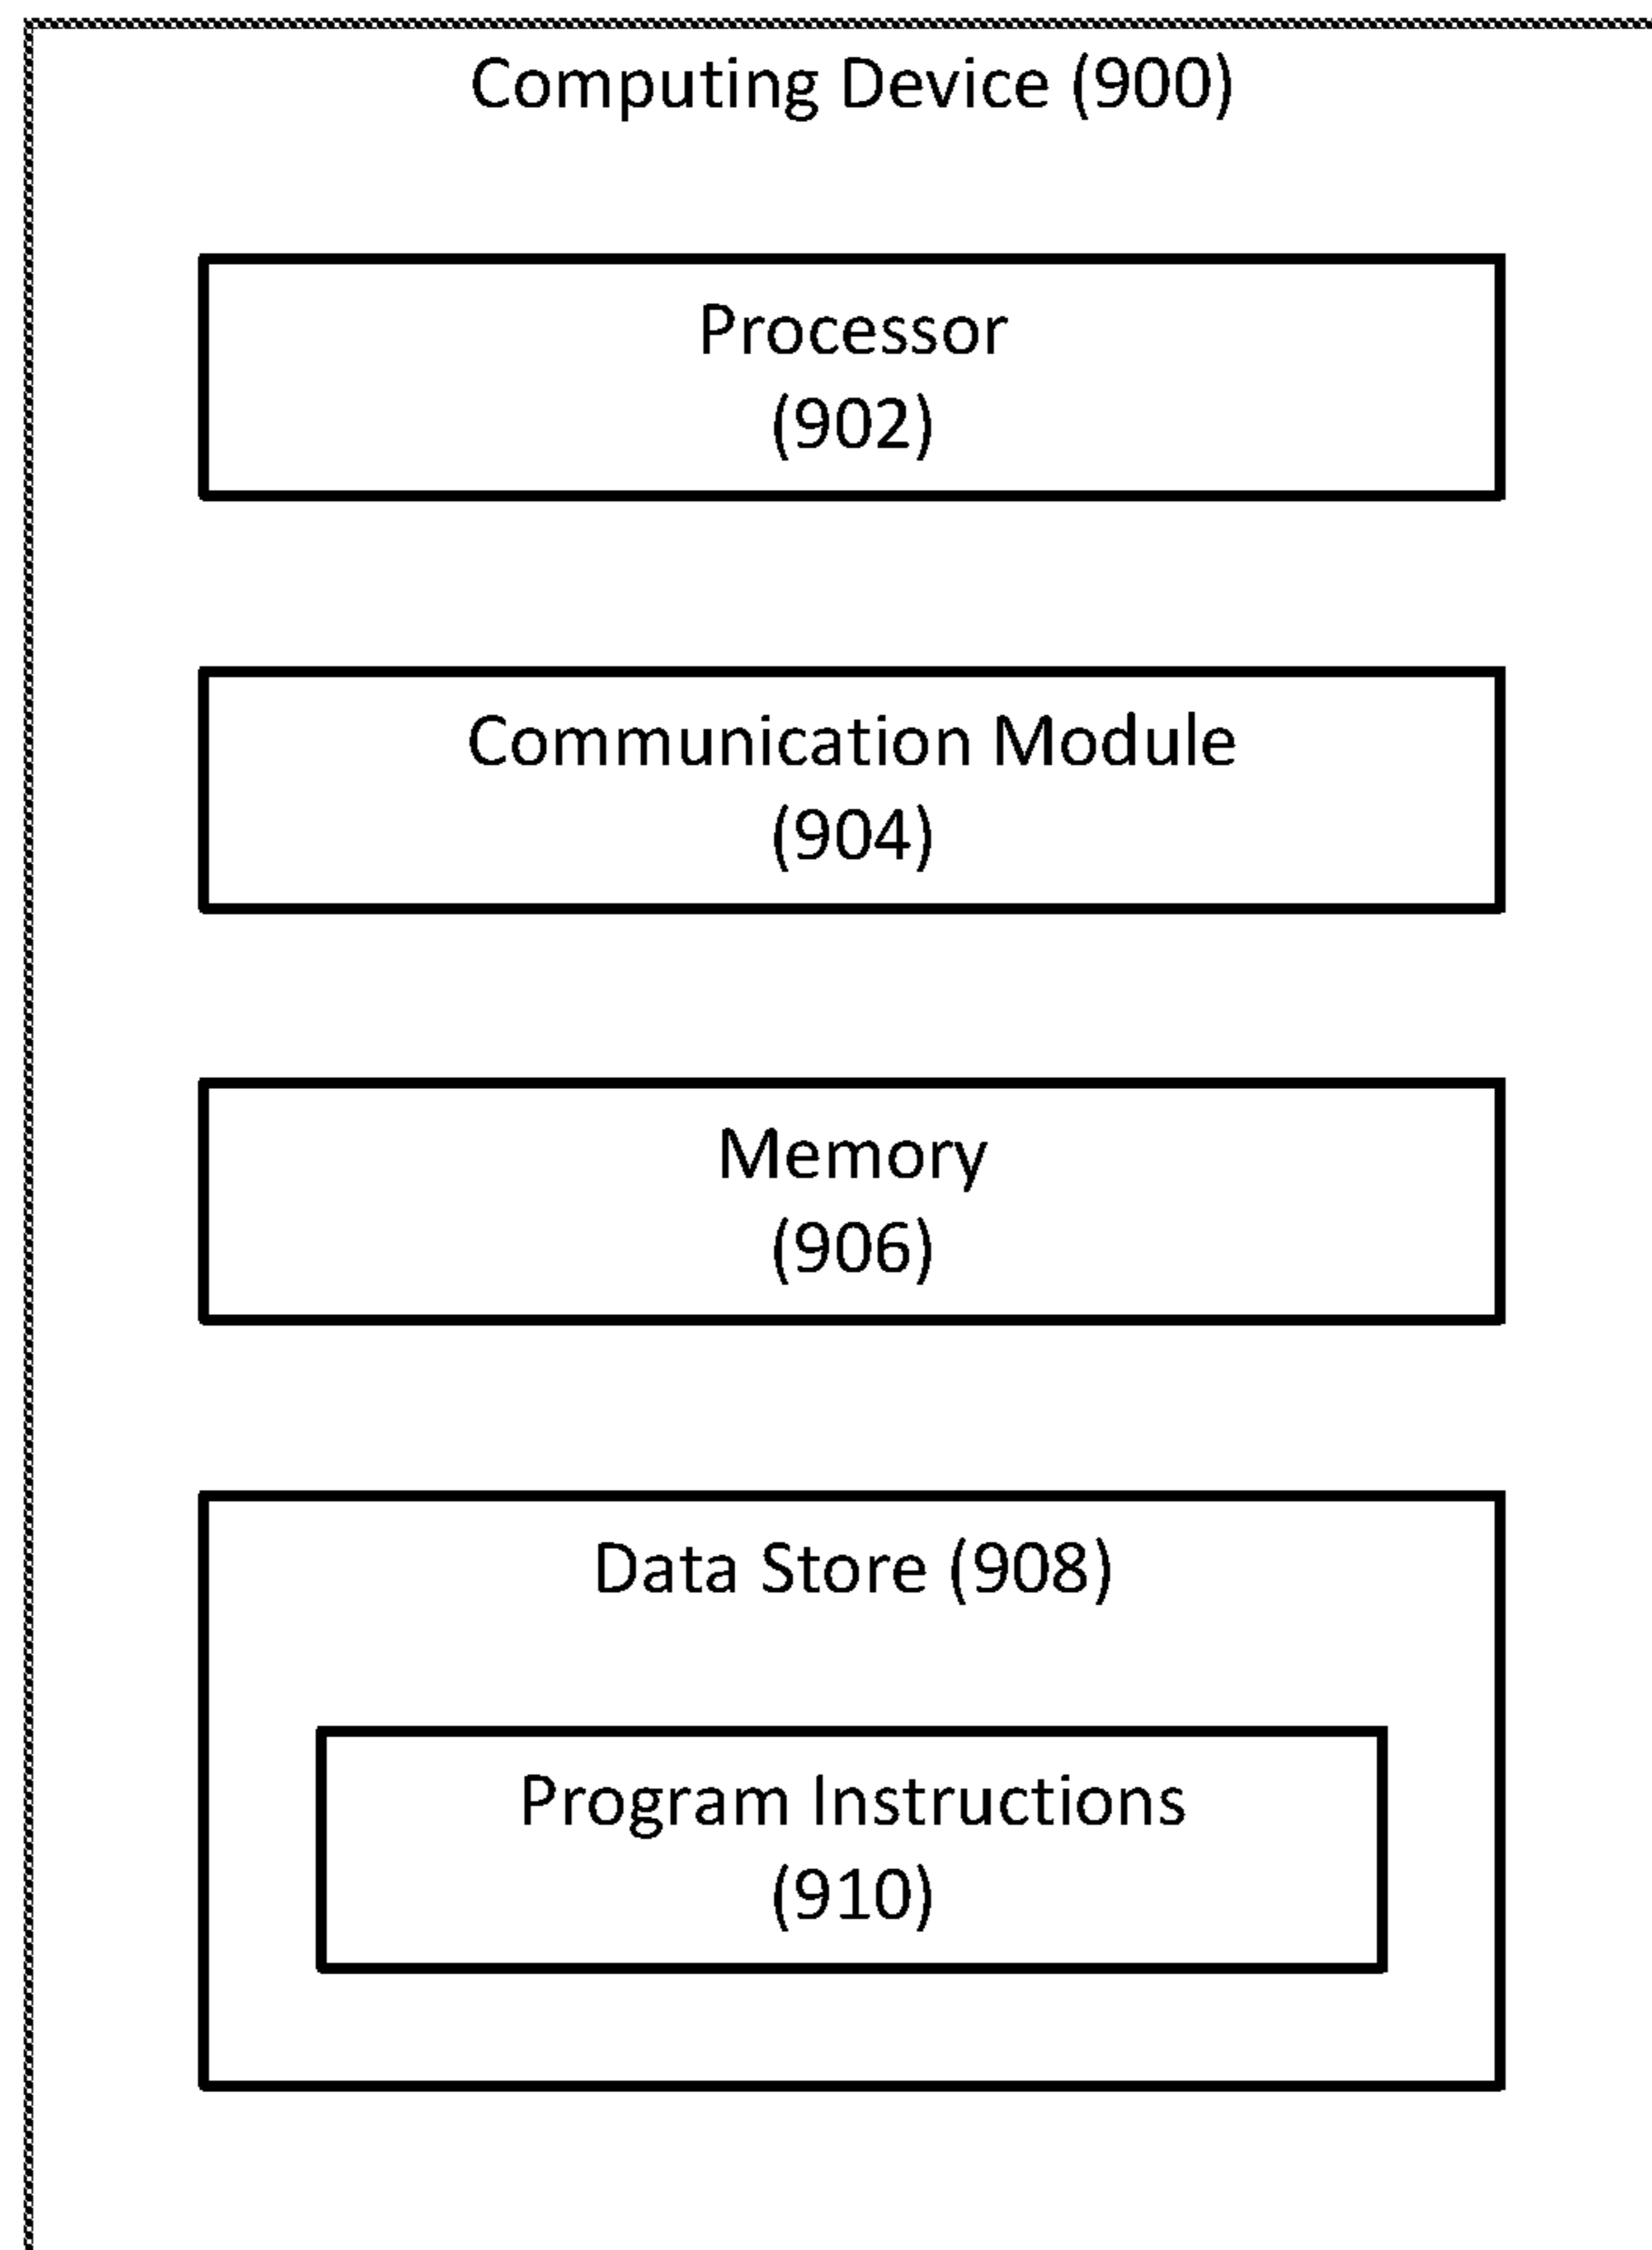 Computing Device (900)
Processor
(902)
Communication Module
(904)
Memory
(906)
Data Store (908)
Program Instructions
(910)